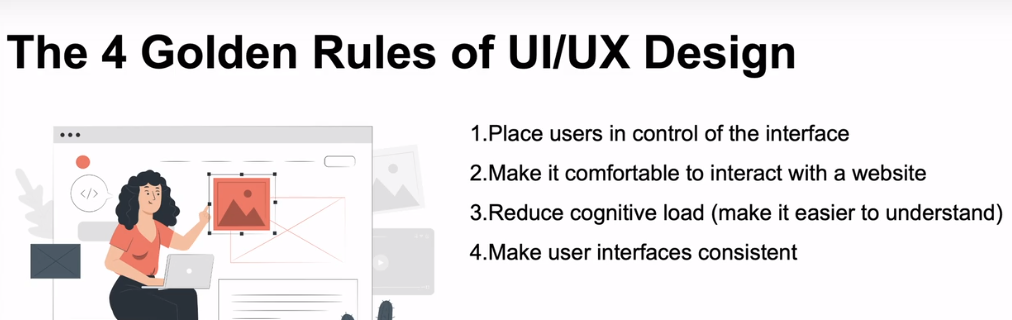 The 4 Golden Rules of UI/UX Design
1.Place users in control of the interface
2.Make it comfortable to interact with a website
3.Reduce cognitive load (make it easier to understand)
4.Make user interfaces consistent
</>